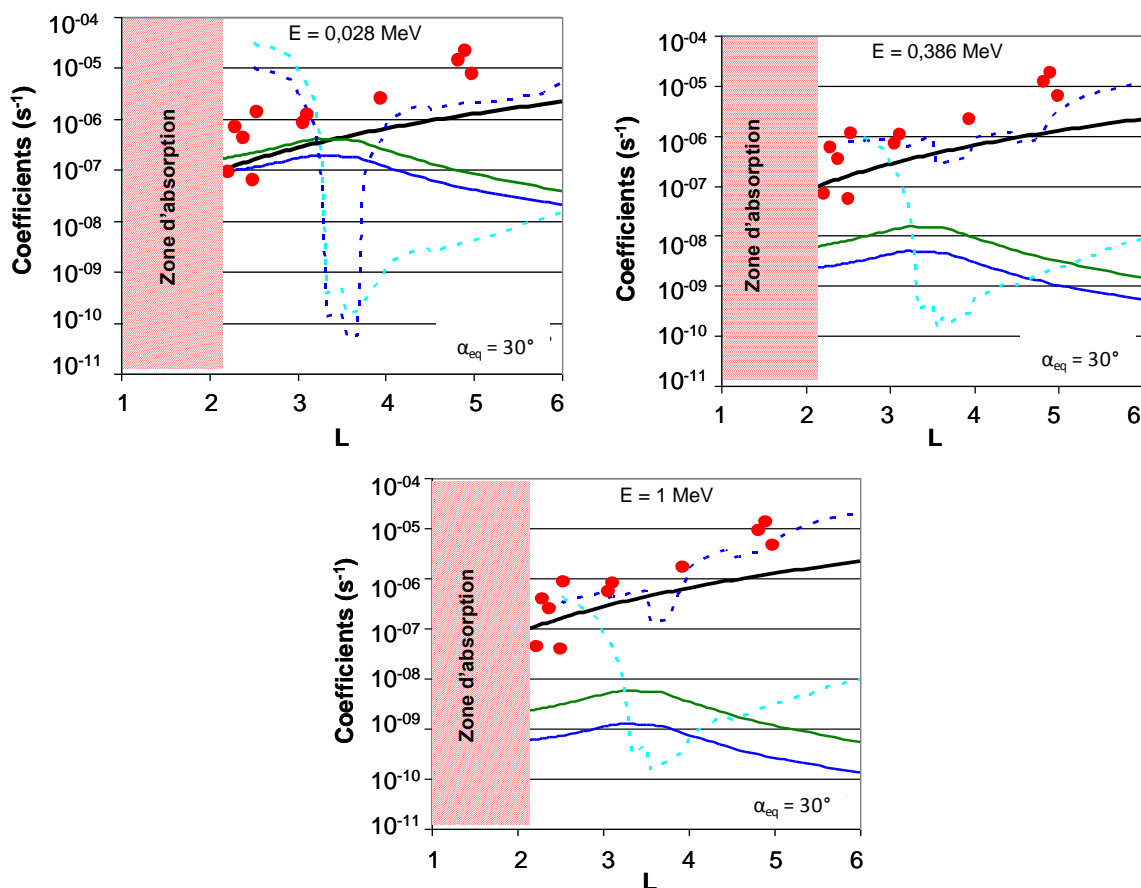 E = 0,028 MeV
Coefficients (s-1)
10-04
10-05
10-06
10-07
10-08
10-09
10-10
10-11
Zone d'absorption
αeq = 30°
1 2 3 4 5 6
L
E = 0,386 MeV
Coefficients (s-1)
10-04
10-05
10-06
10-07
10-08
10-09
10-10
10-11
Zone d'absorption
αeq = 30°
1 2 3 4 5 6
L
E = 1 MeV
Coefficients (s-1)
10-04
10-05
10-06
10-07
10-08
10-09
10-10
10-11
Zone d'absorption
αeq = 30°
1 2 3 4 5 6
L